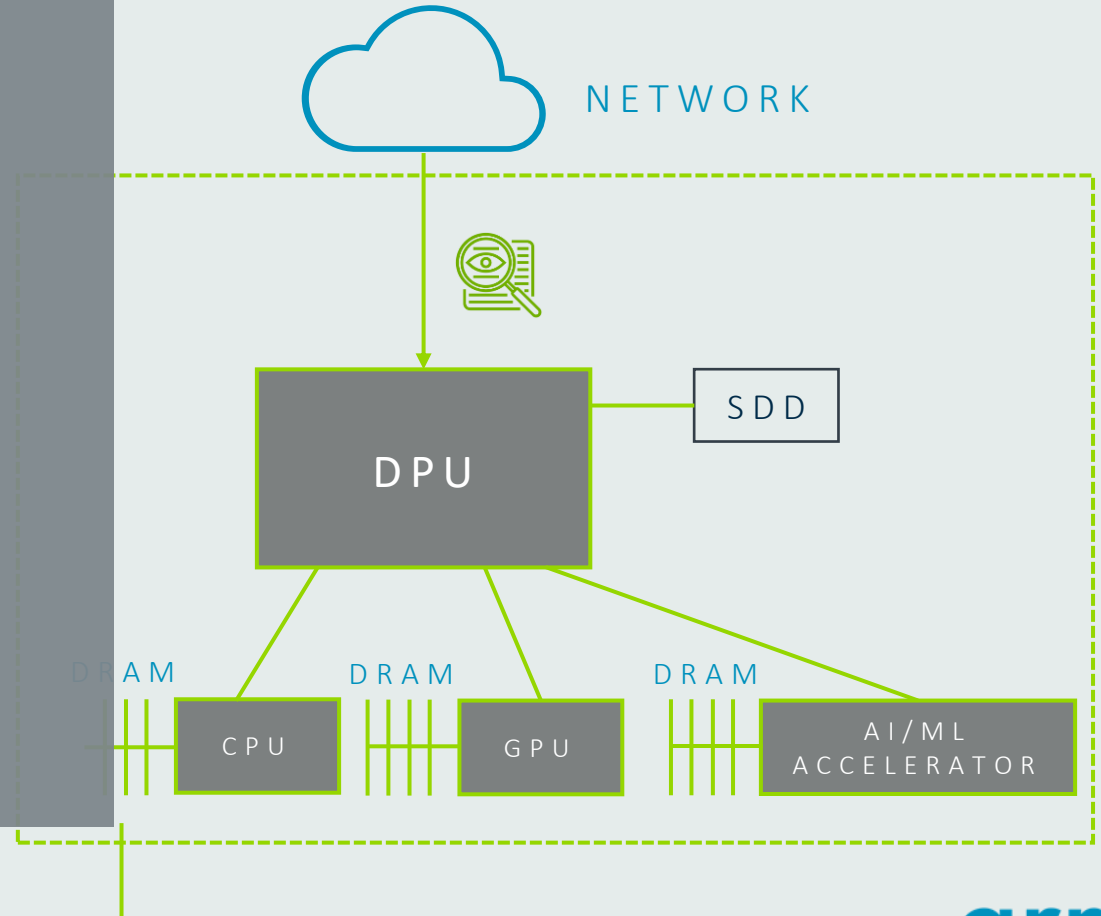 NETWORK
DPU
SDD
DRAM
DRAM
DRAM
CPU
GPU
AI/ML
ACCELERATOR